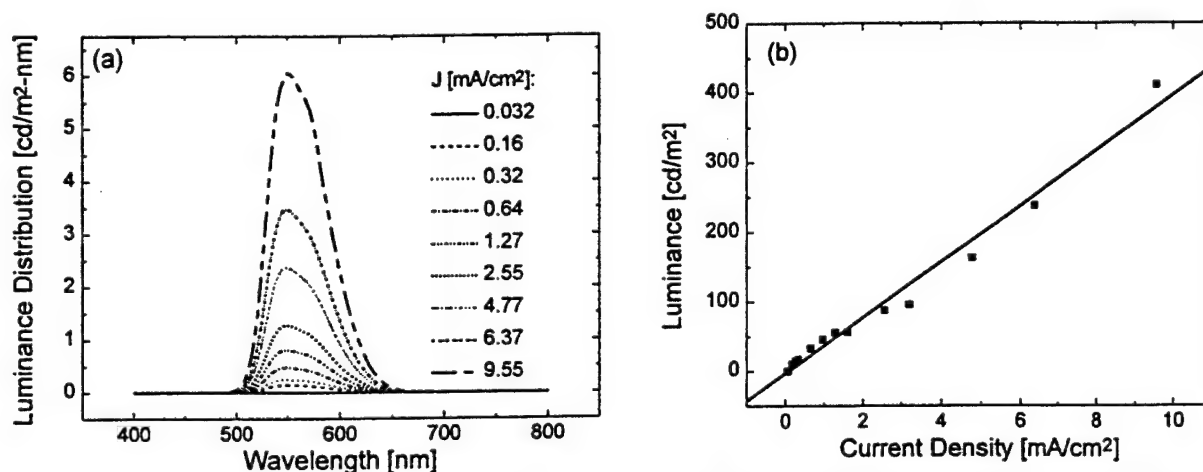 (a)
Luminance Distribution [cd/m²-nm]
6
5
4
3
2
1
0
400 500 600 700 800
Wavelength [nm]
J [mA/cm²]:
0.032
0.16
0.32
0.64
1.27
2.55
4.77
6.37
9.55
(b)
Luminance [cd/m²]
500
400
300
200
100
0
0 2 4 6 8 10
Current Density [mA/cm²]